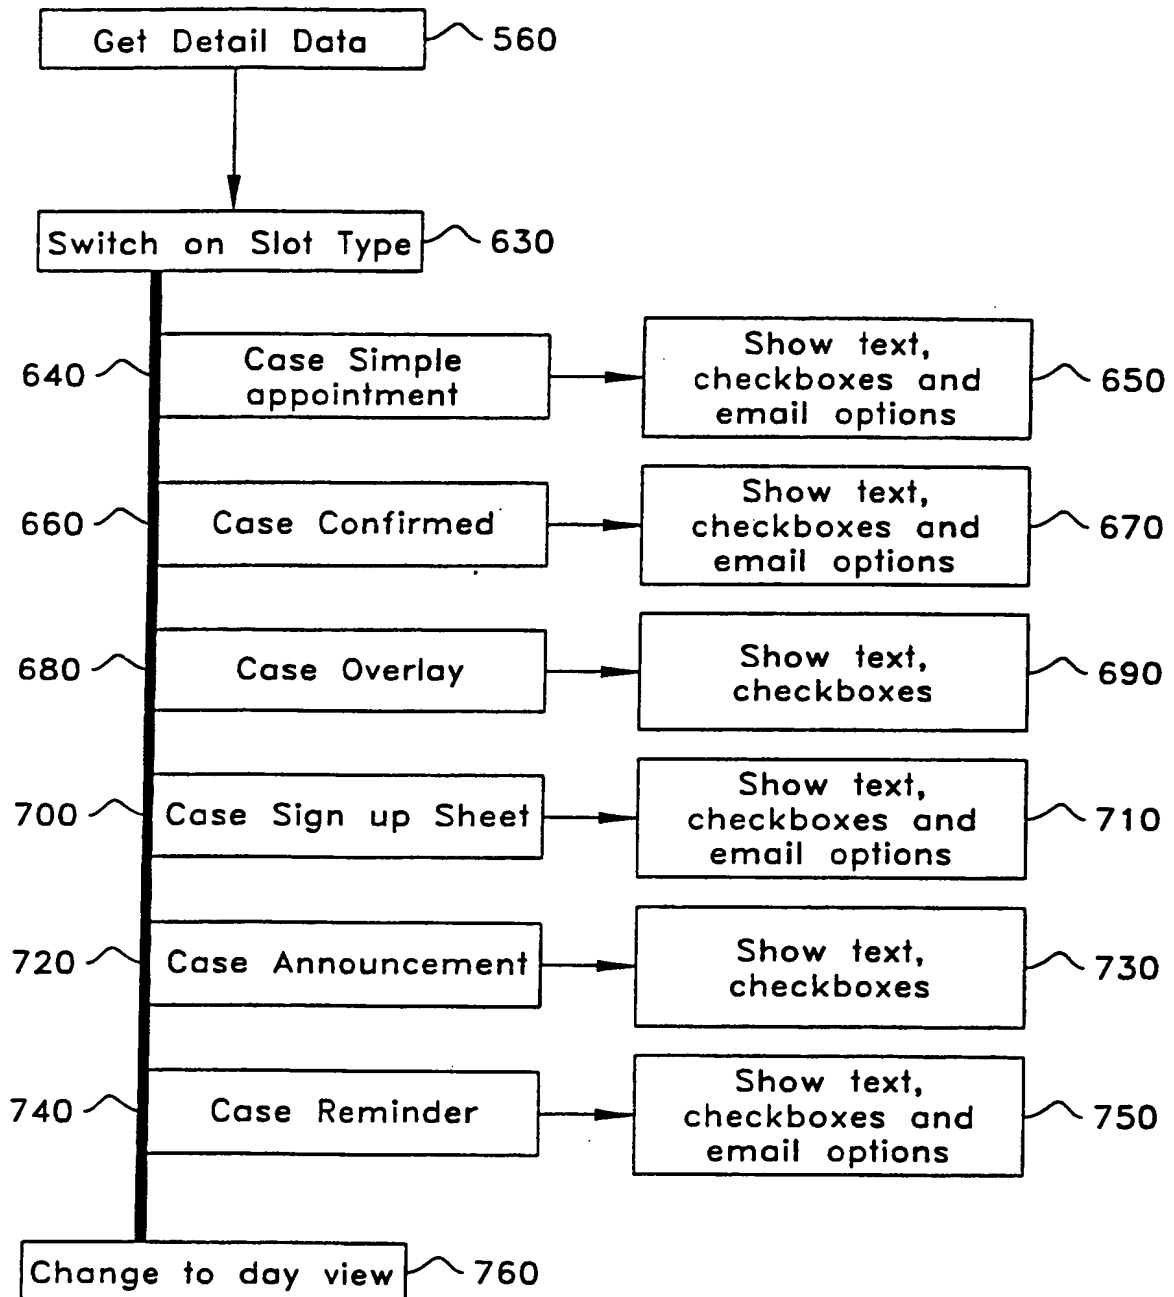 Get Detail Data
560
Switch on Slot Type
630
640
Case Simple
appointment
Show text,
checkboxes and
email options
650
660
Case Confirmed
Show text,
checkboxes and
email options
670
680
Case Overlay
Show text,
checkboxes
690
700
Case Sign up Sheet
Show text,
checkboxes and
email options
710
720
Case Announcement
Show text,
checkboxes
730
740
Case Reminder
Show text,
checkboxes and
email options
750
Change to day view
760